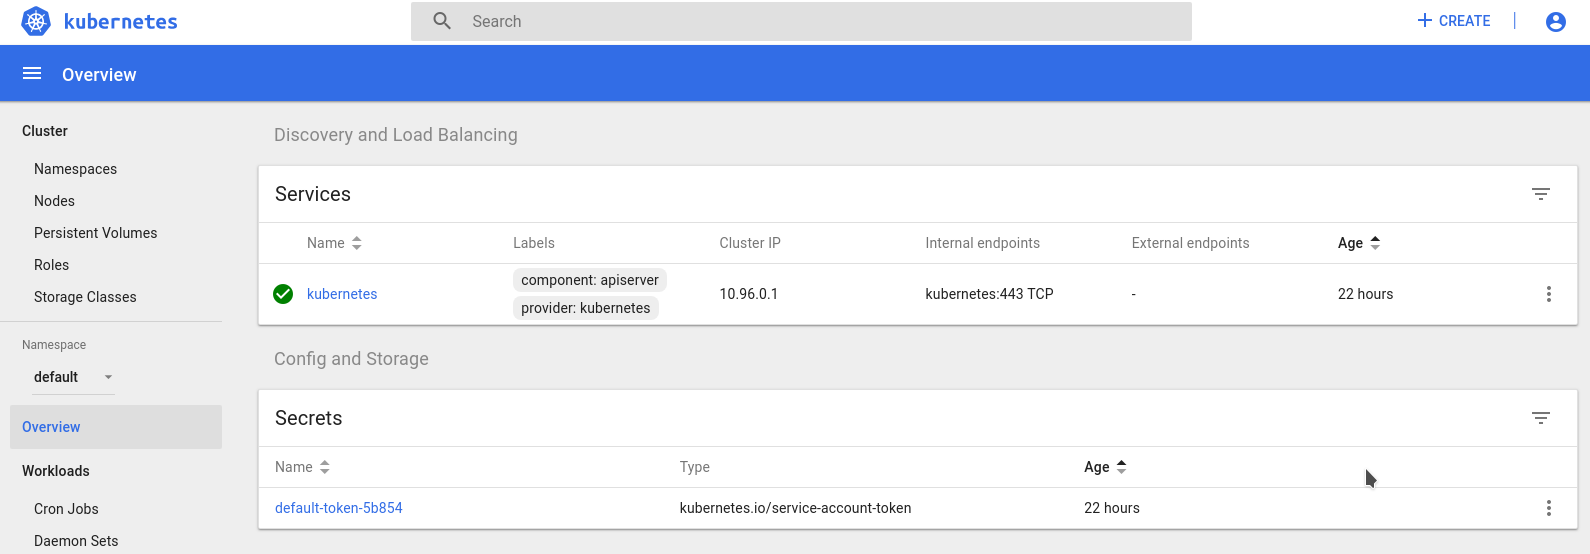 kubernetes
Search
CREATE
Overview
Cluster
Namespaces
Nodes
Persistent Volumes
Roles
Storage Classes
Namespace
default
Overview
Workloads
Cron Jobs
Daemon Sets
Discovery and Load Balancing
Services
Name Labels Cluster IP Internal endpoints External endpoints Age
kubernetes component: apiserver provider: kubernetes 10.96.0.1 kubernetes:443 TCP - 22 hours
Config and Storage
Secrets
Name Type Age
default-token-5b854 kubernetes.io/service-account-token 22 hours